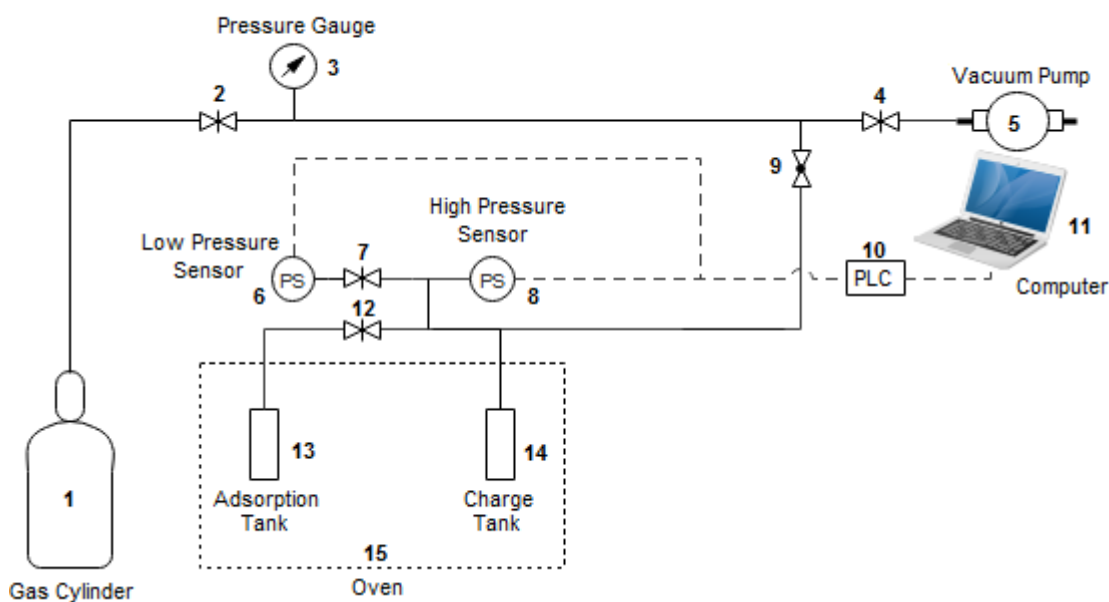 Pressure Gauge
3
2
4
Vacuum Pump
5
9
High Pressure
Sensor
Low Pressure
Sensor
7
10
11
PS
6
PS
8
PLC
Computer
12
13
14
1
Adsorption
Tank
Charge
Tank
15
Oven
Gas Cylinder